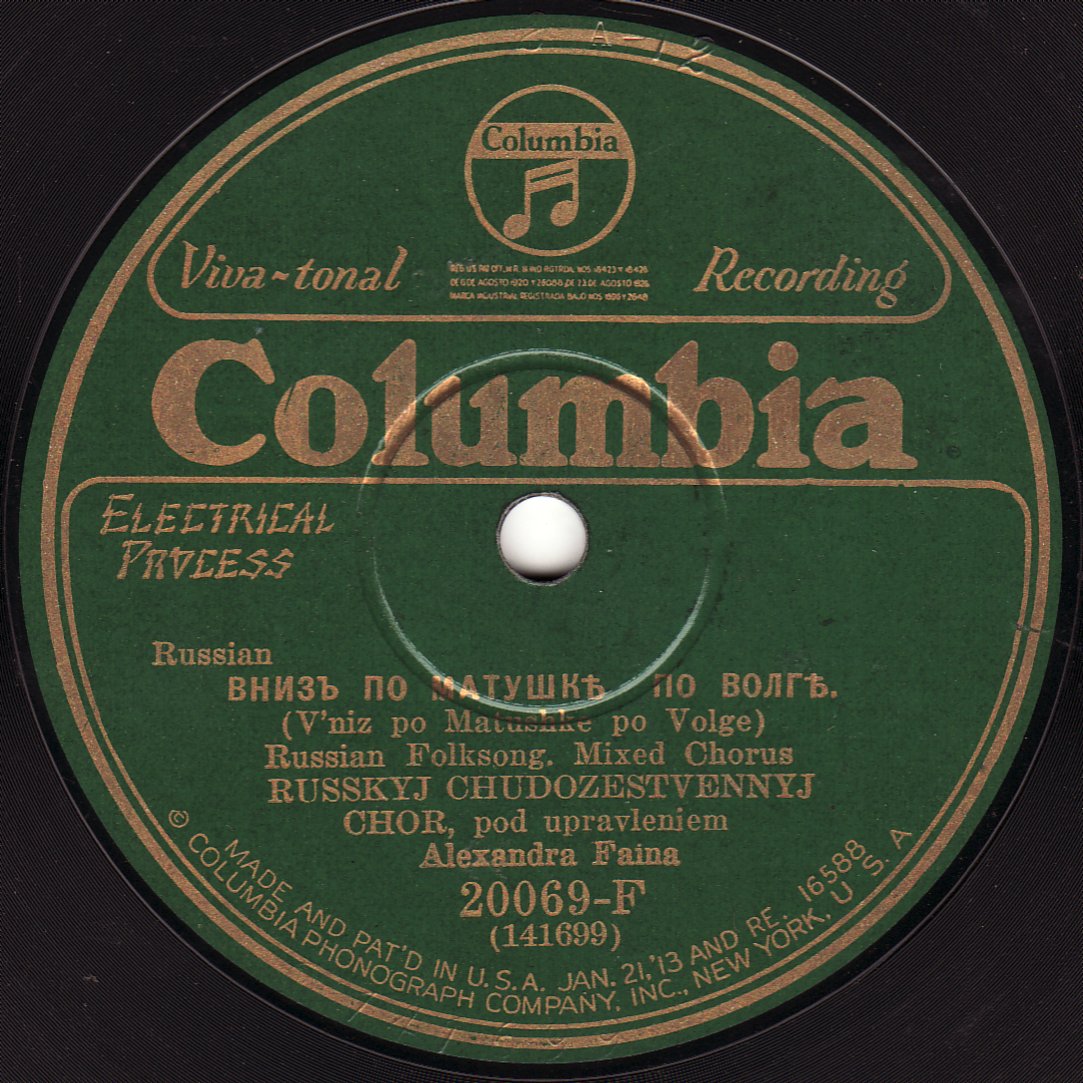 Columbia
Viva-tonal
Recording
Columbia
ELECTRICAL
PROCESS
Russian
ВНИЗЪ ПО МАТУШКѢ ПО ВОЛГѢ.
(V'niz po Matushke po Volge)
Russian Folksong. Mixed Chorus
RUSSKYJ CHUDOZESTVENNYJ
CHOR, pod upravleniem
Alexandra Faina
20069-F
(141699)
MADE AND PAT'D IN U.S.A. JAN. 21,'13 AND RE. 16588
© COLUMBIA PHONOGRAPH COMPANY, INC., NEW YORK, U. S. A